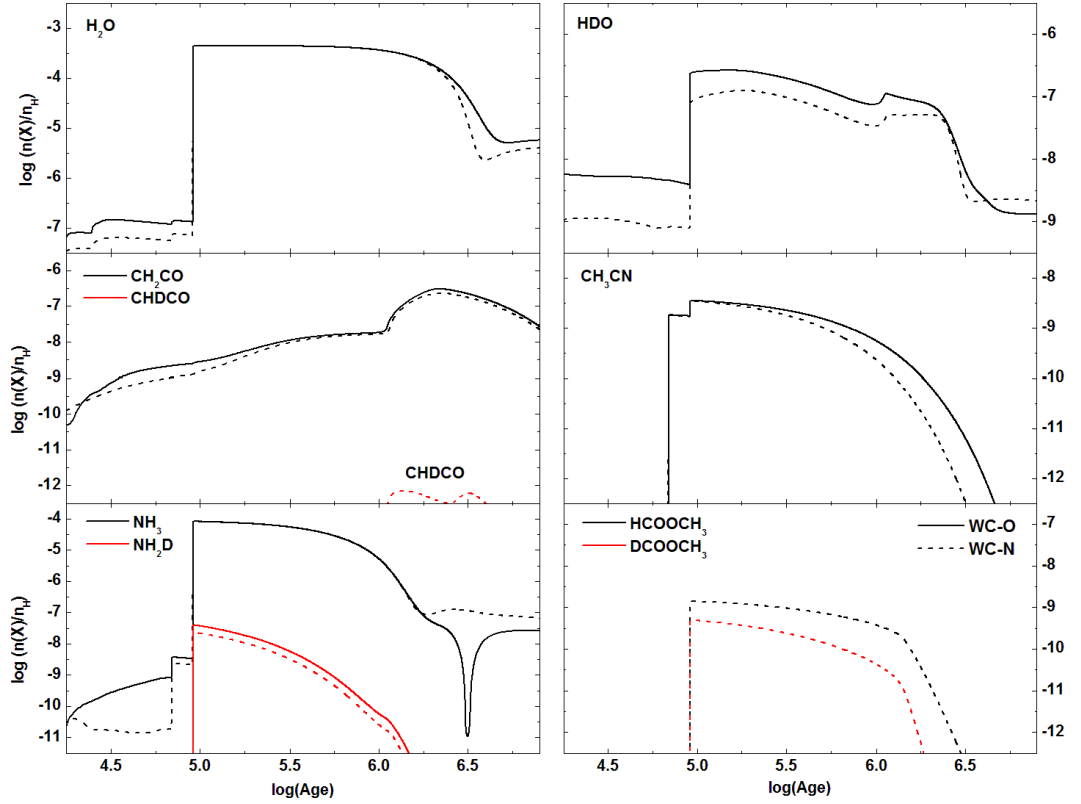 H₂O
HDO
-3
-4
-5
-6
-7
log (n(X)/n_H)
-6
-7
-8
-9
CH₂CO
CHDCO
CH₃CN
-6
-7
-8
-9
-10
-11
-12
log (n(X)/n_H)
CHDCO
-8
-9
-10
-11
-12
NH₃
NH₂D
HCOOCH₃
DCOOCH₃
WC-O
WC-N
-4
-5
-6
-7
-8
-9
-10
-11
log (n(X)/n_H)
-7
-8
-9
-10
-11
-12
4.5 5.0 5.5 6.0 6.5
log(Age)
4.5 5.0 5.5 6.0 6.5
log(Age)